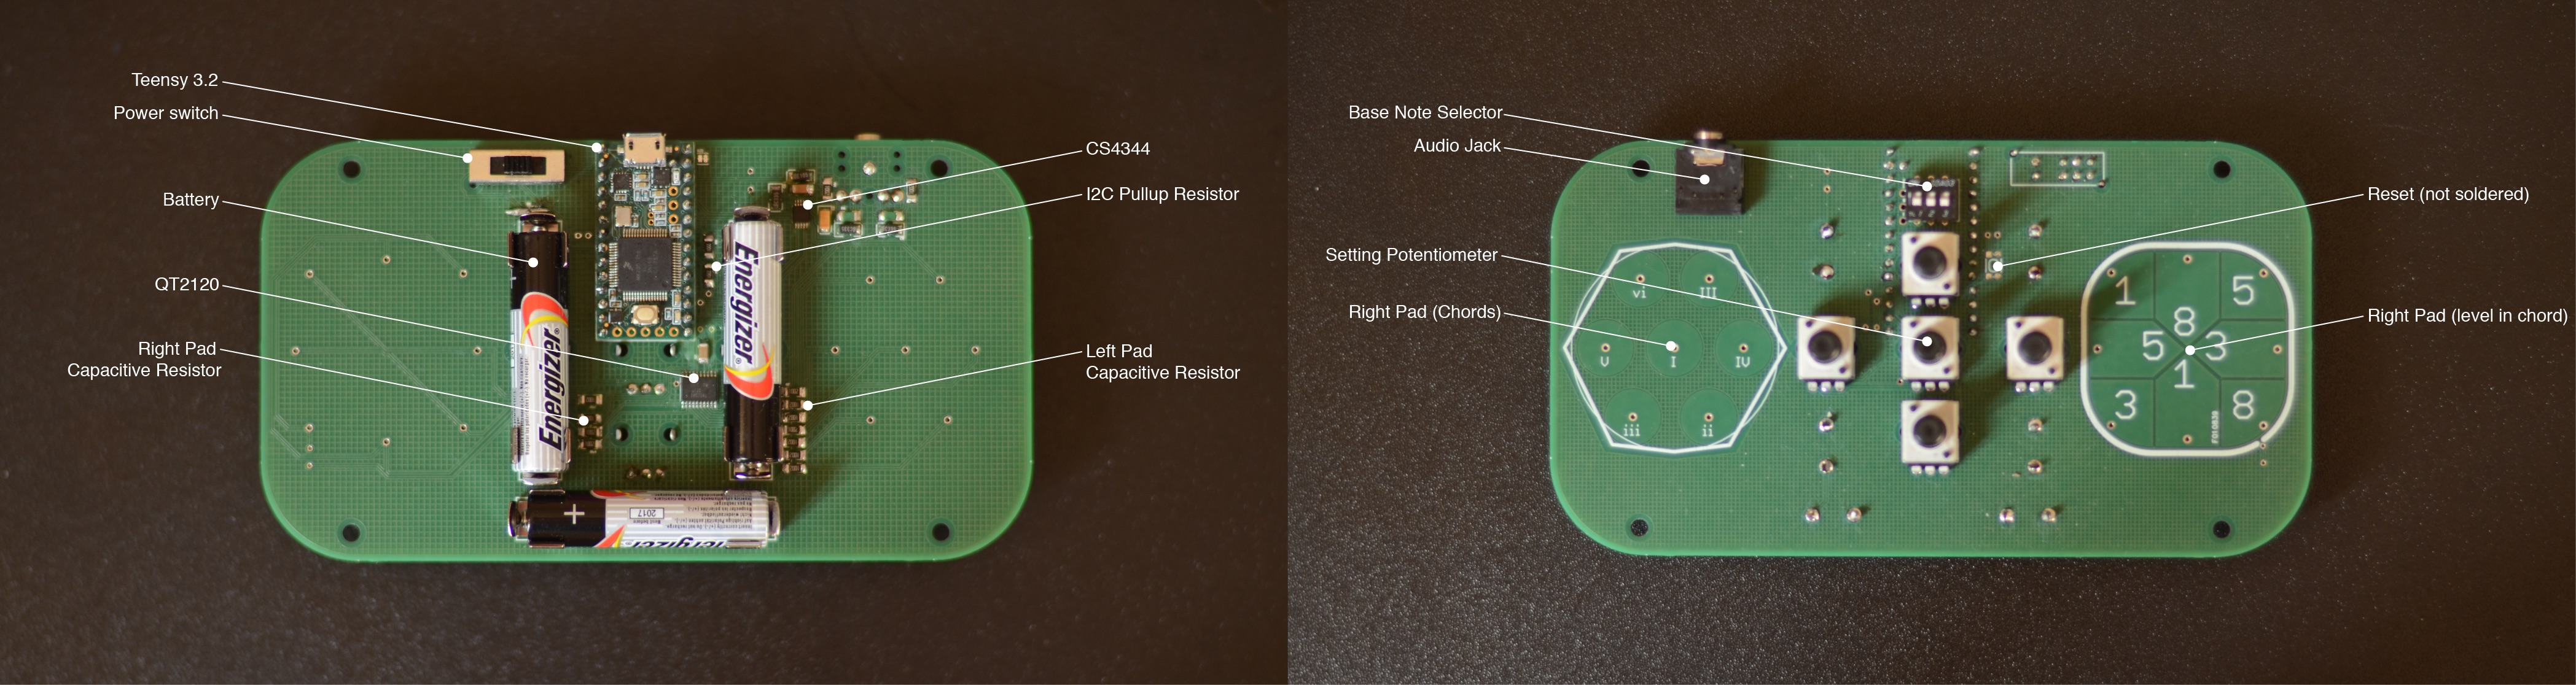 Teensy 3.2
Power switch
Battery
QT2120
Right Pad
Capacitive Resistor
CS4344
I2C Pullup Resistor
Left Pad
Capacitive Resistor
Energizer
Energizer
+
2017
Energizer
Base Note Selector
Audio Jack
Setting Potentiometer
Right Pad (Chords)
Reset (not soldered)
Right Pad (level in chord)
vi III
V I IV
iii ii
1 5
8
5 3
1
3 8